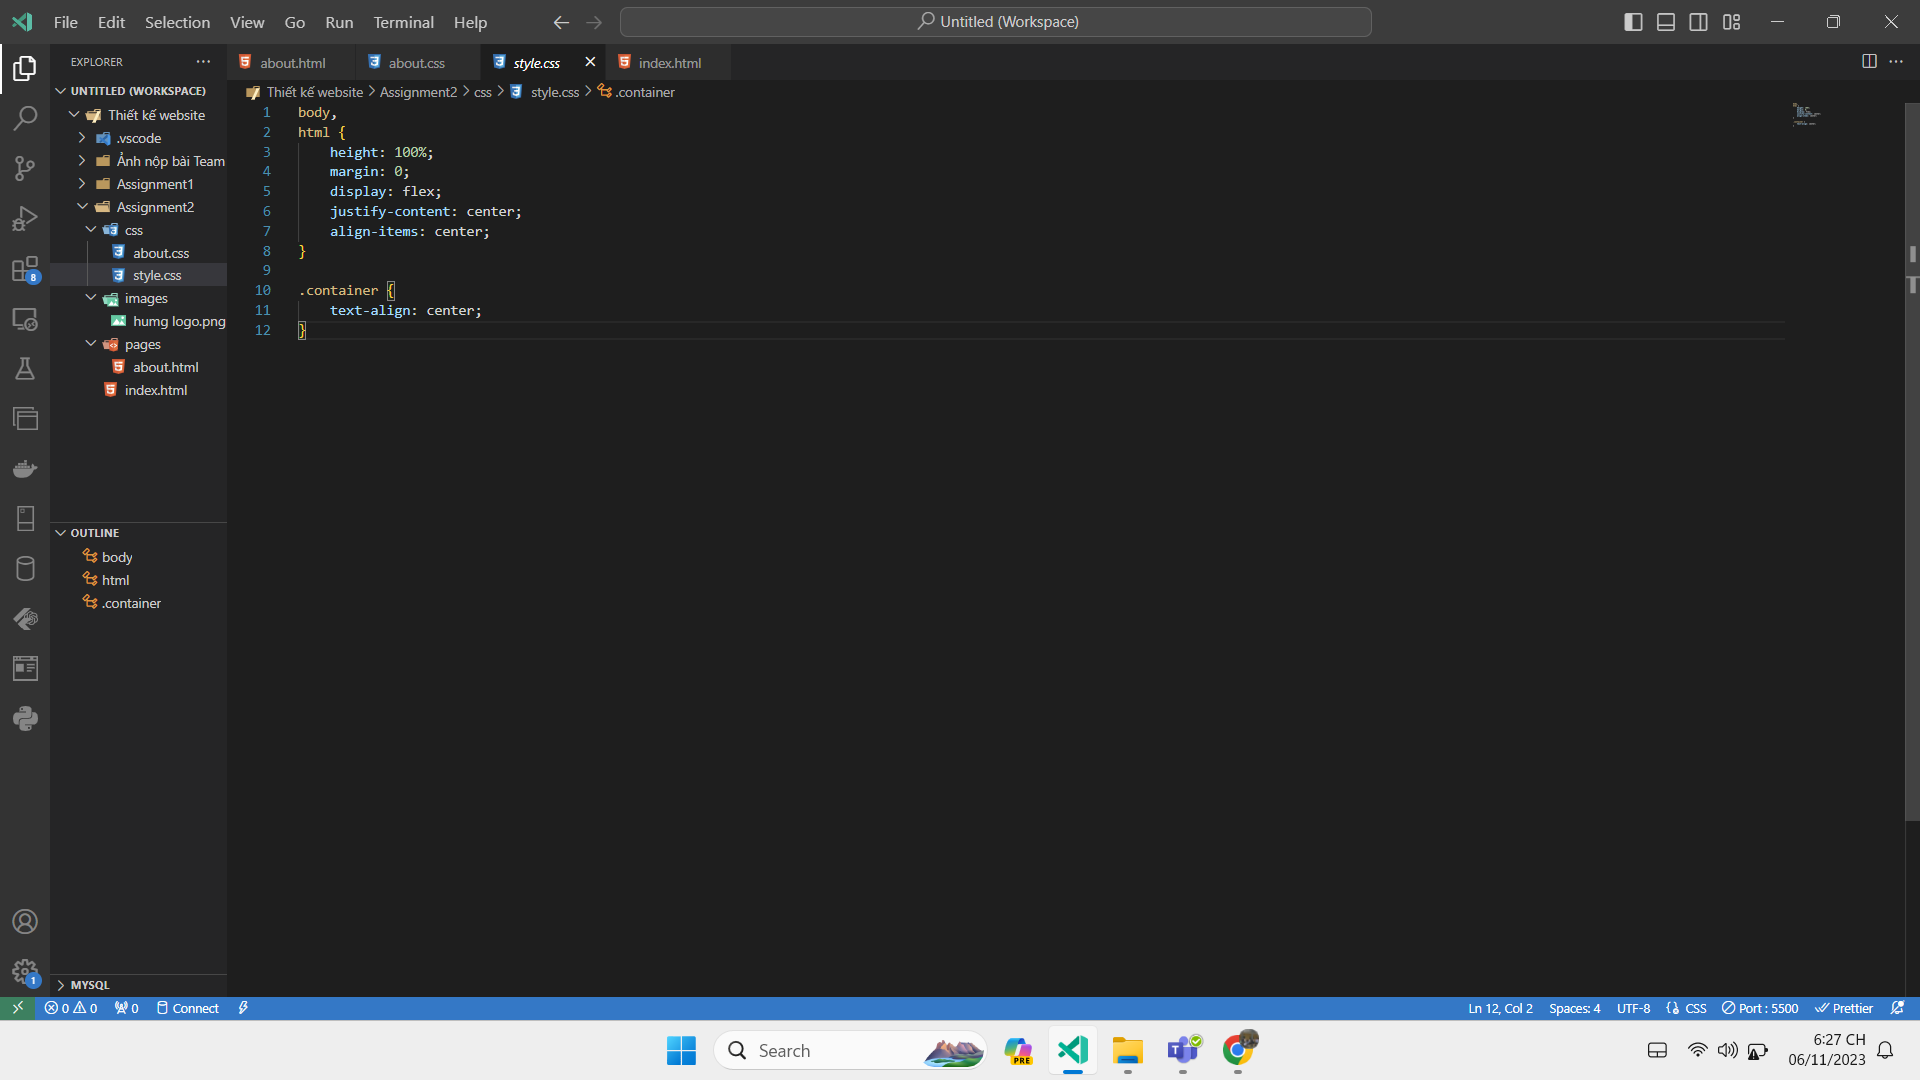 File Edit Selection View Go Run Terminal Help
Untitled (Workspace)
EXPLORER
about.html
about.css
style.css
index.html
UNTITLED (WORKSPACE)
Thiết kế website
.vscode
Ảnh nộp bài Team
Assignment1
Assignment2
css
about.css
style.css
images
humg logo.png
pages
about.html
index.html
OUTLINE
body
html
.container
MYSQL
Thiết kế website > Assignment2 > css > style.css > .container
1 body,
2 html {
3 height: 100%;
4 margin: 0;
5 display: flex;
6 justify-content: center;
7 align-items: center;
8 }
9
10 .container {
11 text-align: center;
12 }
8
1
0 0 0 Connect
Ln 12, Col 2 Spaces: 4 UTF-8 {} CSS Port : 5500 Prettier
Search
PRE
6:27 CH
06/11/2023